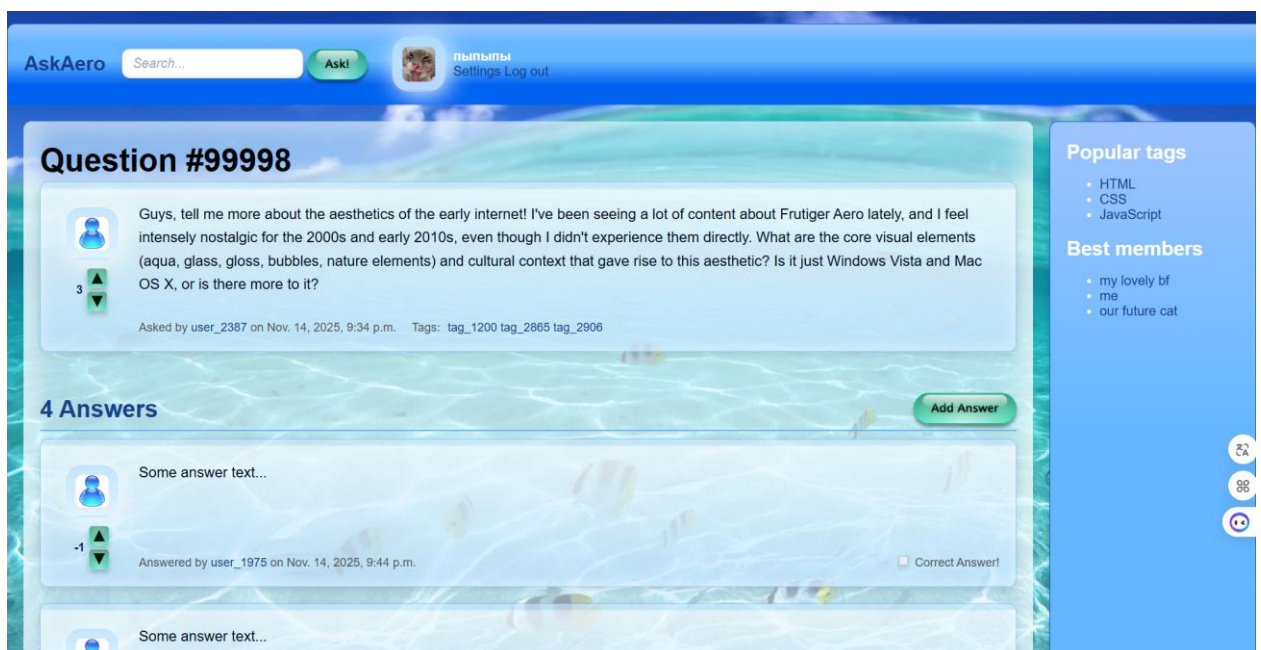 AskAero
Search...
Ask!
пыпыпы
Settings Log out
Question #99998
Guys, tell me more about the aesthetics of the early internet! I've been seeing a lot of content about Frutiger Aero lately, and I feel
intensely nostalgic for the 2000s and early 2010s, even though I didn't experience them directly. What are the core visual elements
(aqua, glass, gloss, bubbles, nature elements) and cultural context that gave rise to this aesthetic? Is it just Windows Vista and Mac
OS X, or is there more to it?
3
Asked by user_2387 on Nov. 14, 2025, 9:34 p.m. Tags: tag_1200 tag_2865 tag_2906
4 Answers
Add Answer
Some answer text...
-1
Answered by user_1975 on Nov. 14, 2025, 9:44 p.m.
Correct Answer!
Some answer text...
Popular tags
HTML
CSS
JavaScript
Best members
my lovely bf
me
our future cat